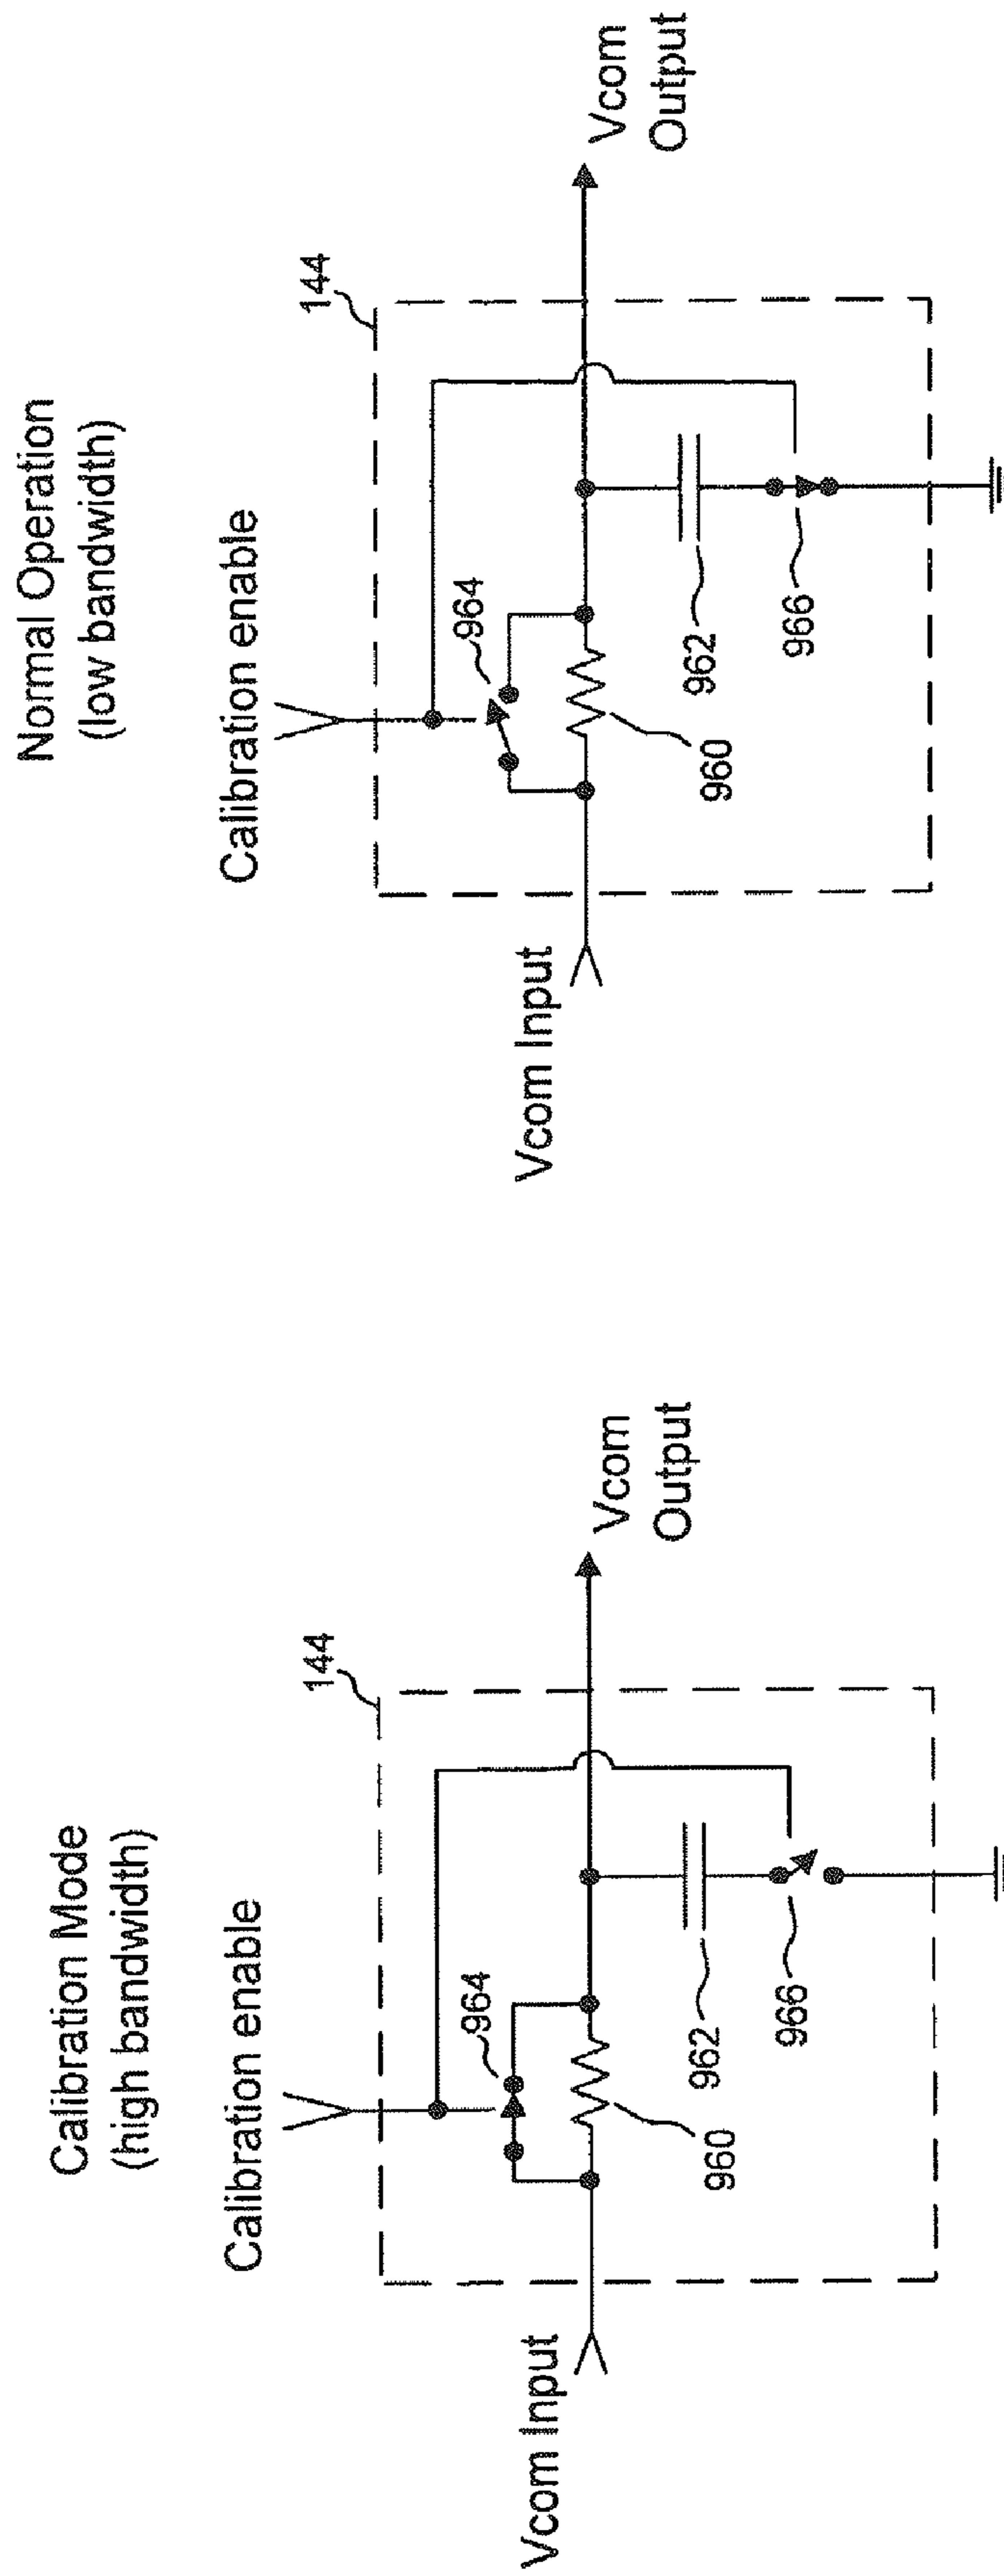 Calibration Mode
(high bandwidth)
Calibration enable
144
964
Vcom Input
960
962
966
Vcom
Output
Normal Operation
(low bandwidth)
Calibration enable
144
964
Vcom Input
960
962
966
Vcom
Output